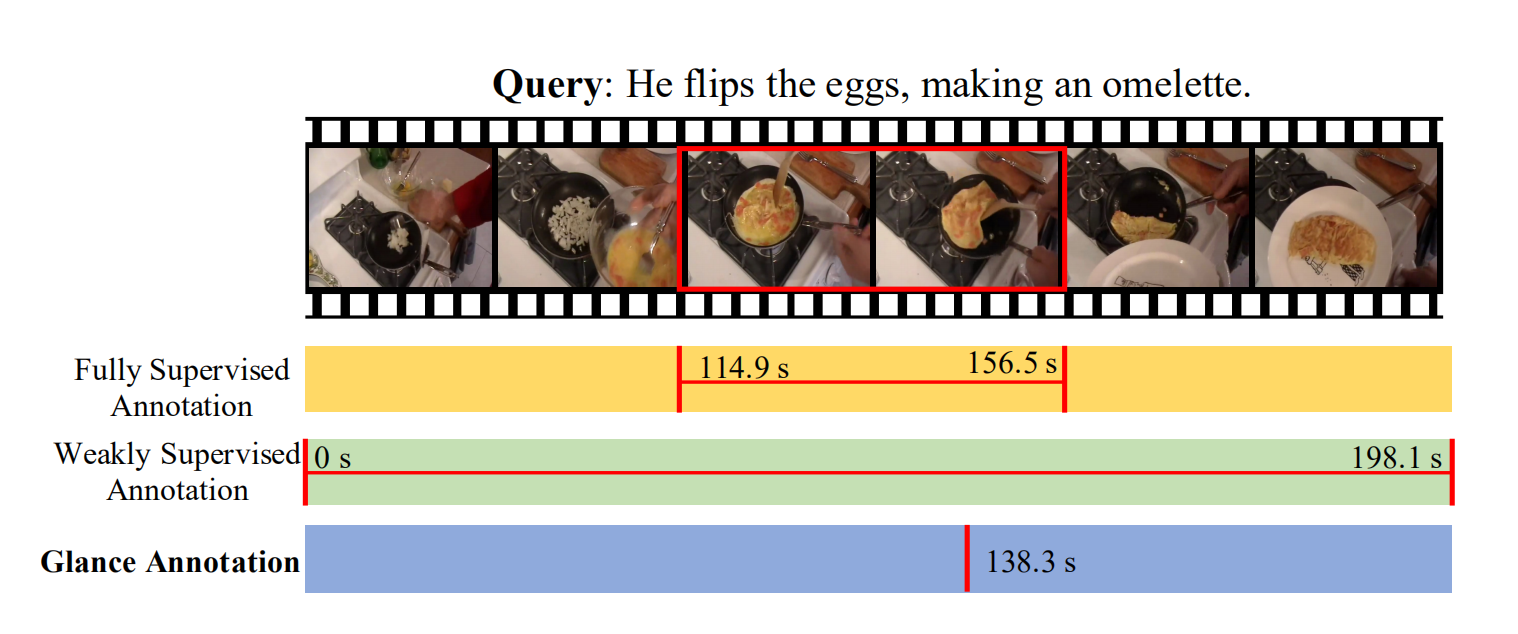 Query: He flips the eggs, making an omelette.
Fully Supervised
Annotation
114.9 s
156.5 s
Weakly Supervised
Annotation
0 s
198.1 s
Glance Annotation
138.3 s